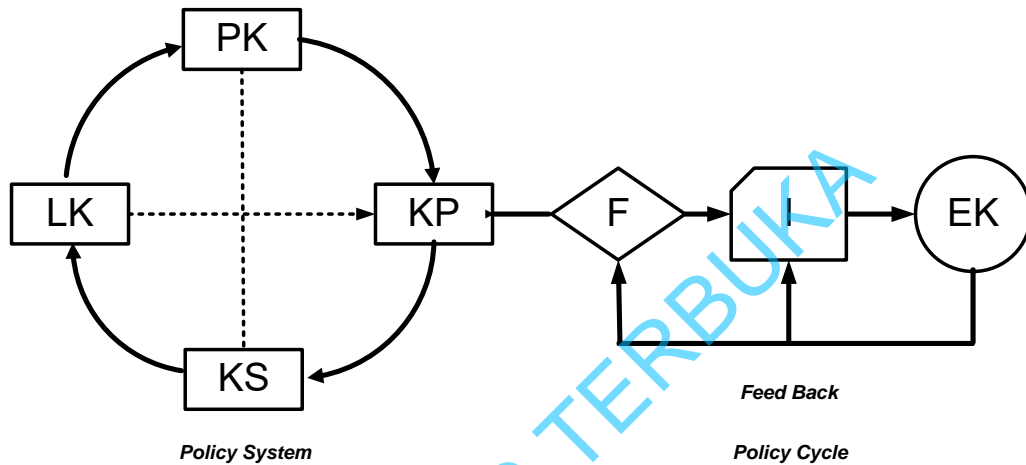 PK
LK
KP
F
I
EK
KS
Feed Back
Policy System
Policy Cycle
TERBUKA